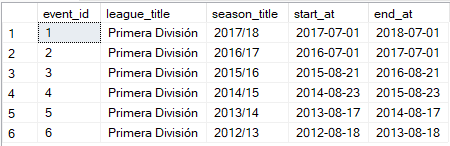 event_id league_title season_title start_at end_at
1 1 Primera División 2017/18 2017-07-01 2018-07-01
2 2 Primera División 2016/17 2016-07-01 2017-07-01
3 3 Primera División 2015/16 2015-08-21 2016-08-21
4 4 Primera División 2014/15 2014-08-23 2015-08-23
5 5 Primera División 2013/14 2013-08-17 2014-08-17
6 6 Primera División 2012/13 2012-08-18 2013-08-18